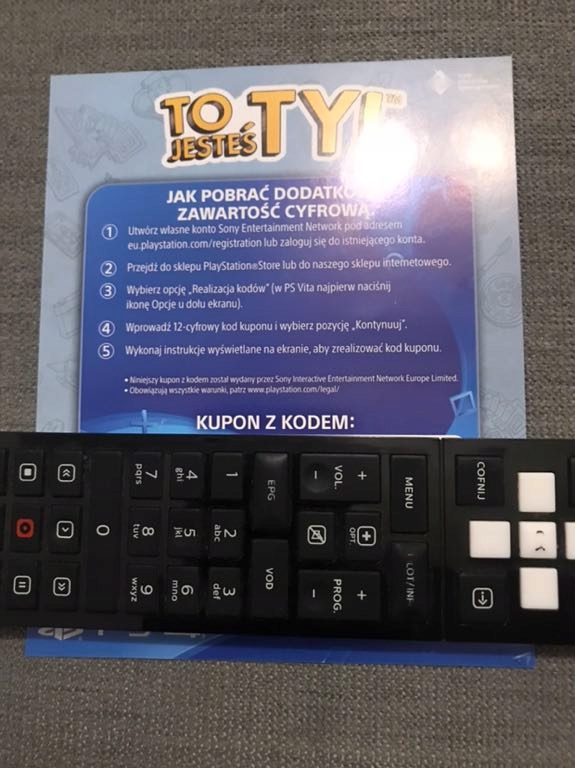 TO
JESTEŚ
TY!
JAK POBRAĆ
ZAWARTOŚĆ CYFROWĄ:
1 Utwórz własne konto Sony Entertainment Network pod adresem
eu.playstation.com/registration lub zaloguj się do istniejącego konta.
2 Przejdź do sklepu PlayStation®Store lub do naszego sklepu internetowego.
3 Wybierz opcję „Realizacja kodów” (w PS Vita najpierw naciśnij
ikonę Opcje u dołu ekranu).
4 Wprowadź 12-cyfrowy kod kuponu i wybierz pozycję „Kontynuuj”.
5 Wykonaj instrukcje wyświetlane na ekranie, aby zrealizować kod kuponu.
• Niniejszy kupon z kodem został wydany przez Sony Interactive Entertainment Network Europe Limited.
• Obowiązują wszystkie warunki, patrz www.playstation.com/legal/
KUPON Z KODEM:
COFNIJ
MENU
+ VOL. −
OPT.
+ PROG. −
EPG
VOD
1
2 abc
3 def
4 ghi
5 jkl
6 mno
7 pqrs
8 tuv
9 wxyz
0